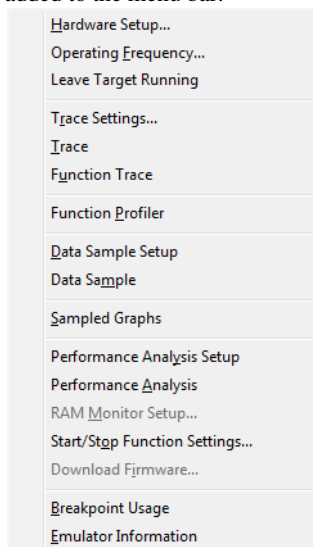 added to the menu bar.
Hardware Setup...
Operating Frequency...
Leave Target Running
Trace Settings...
Trace
Function Trace
Function Profiler
Data Sample Setup
Data Sample
Sampled Graphs
Performance Analysis Setup
Performance Analysis
RAM Monitor Setup...
Start/Stop Function Settings...
Download Firmware...
Breakpoint Usage
Emulator Information